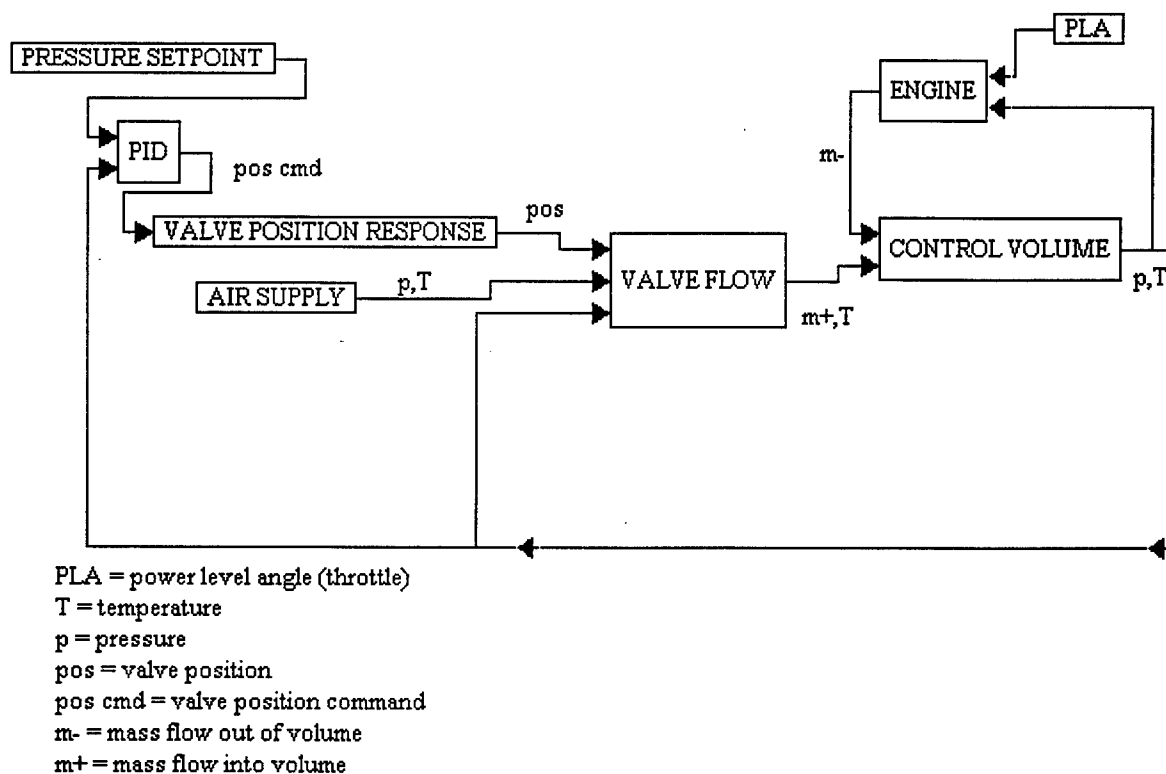 PLA
PRESSURE SETPOINT
ENGINE
PID
m-
pos cmd
pos
VALVE POSITION RESPONSE
CONTROL VOLUME
VALVE FLOW
p,T
p,T
AIR SUPPLY
m+,T
PLA = power level angle (throttle)
T = temperature
p = pressure
pos = valve position
pos cmd = valve position command
m- = mass flow out of volume
m+ = mass flow into volume